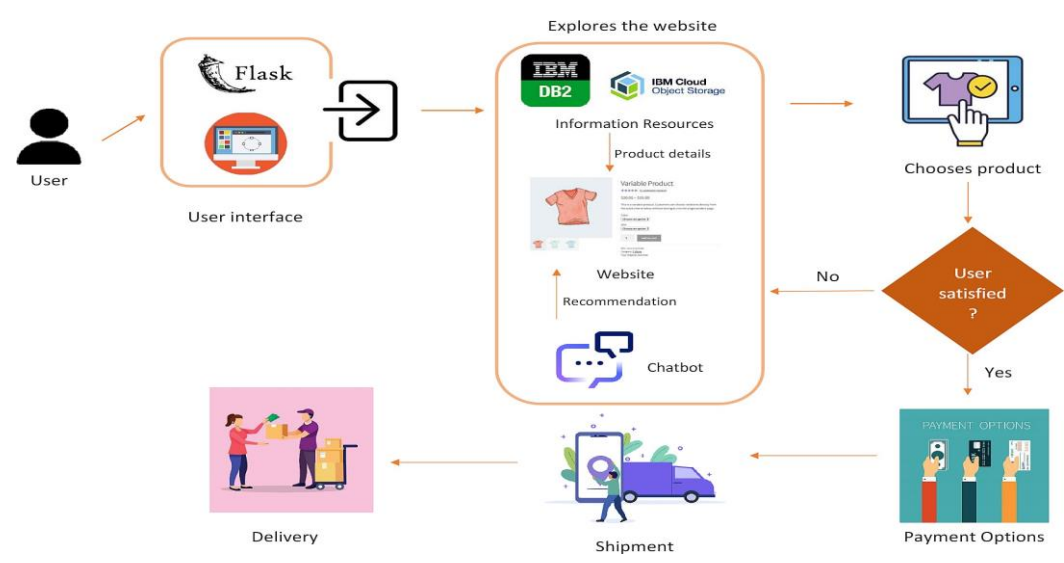 Explores the website
Flask
IBM
DB2
IBM Cloud
Object Storage
Information Resources
Product details
Variable Product
Website
Recommendation
Chatbot
User
User interface
Chooses product
User
satisfied
?
No
Yes
PAYMENT OPTIONS
Payment Options
Shipment
Delivery